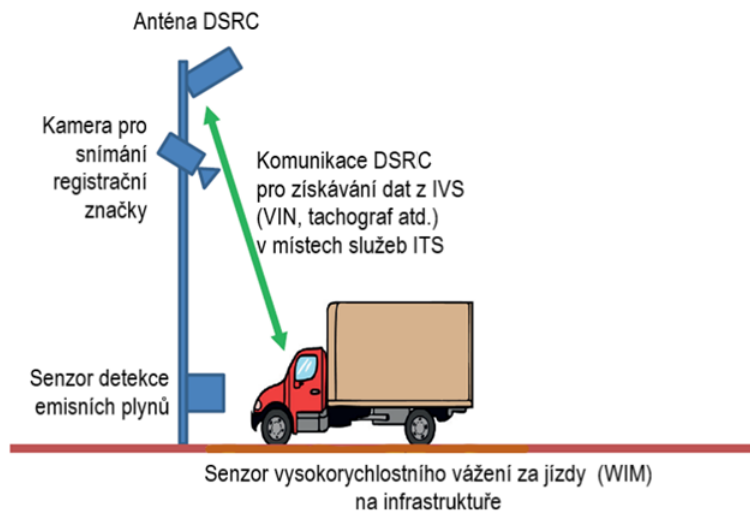 Anténa DSRC
Kamera pro
snímání
registrační
značky
Komunikace DSRC
pro získávání dat z IVS
(VIN, tachograf atd.)
v místech služeb ITS
Senzor detekce
emisních plynů
Senzor vysokorychlostního vážení za jízdy (WIM)
na infrastruktuře